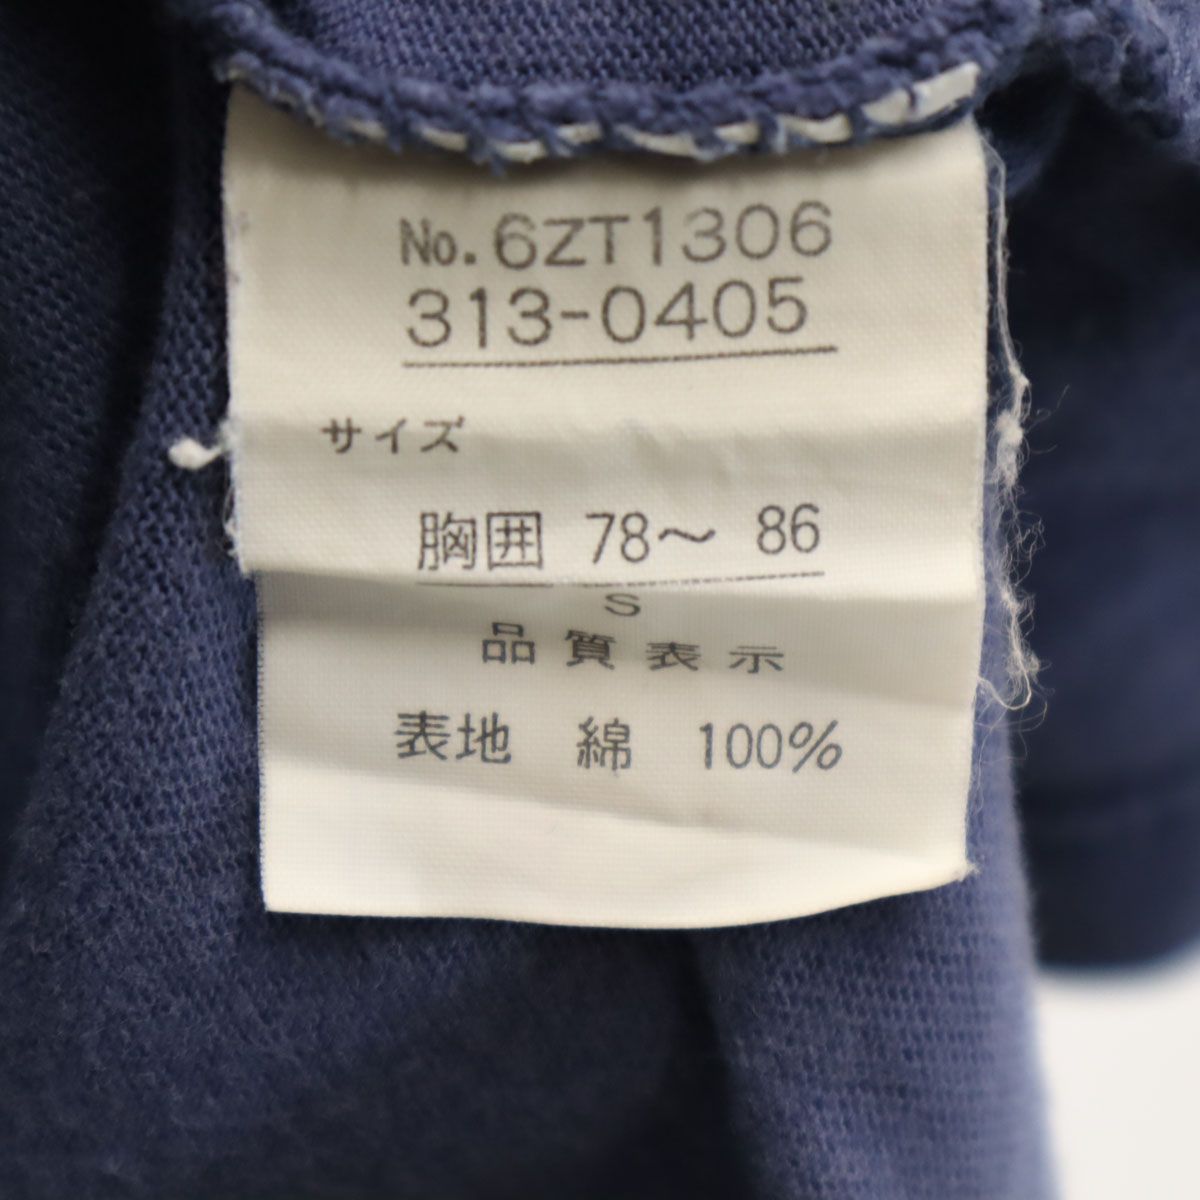 No.6ZT1306
313-0405
サイズ
胸囲 78～ 86
S
品質表示
表地 綿 100%